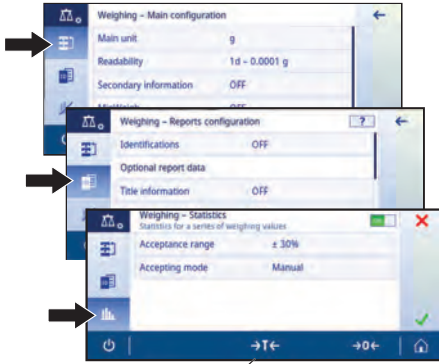 Weighing – Main configuration
Main unit g
Readability 1d – 0.0001 g
Secondary information OFF
MinWeigh OFF
Weighing – Reports configuration ?
Identifications OFF
Optional report data
Title information OFF
Weighing – Statistics
Statistics for a series of weighing values
Acceptance range ± 30%
Accepting mode Manual
→T← →0←